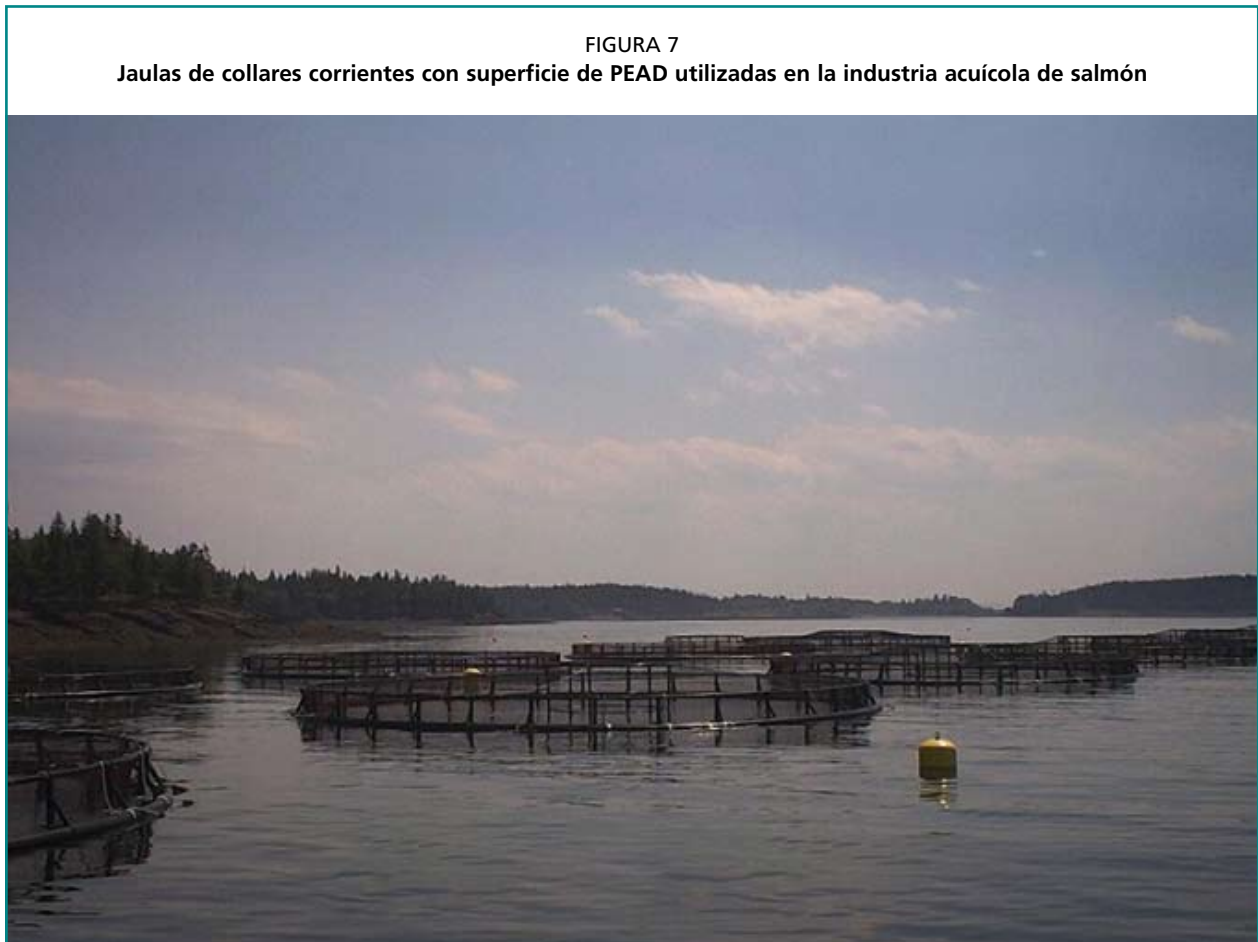 FIGURA 7
Jaulas de collares corrientes con superficie de PEAD utilizadas en la industria acuícola de salmón